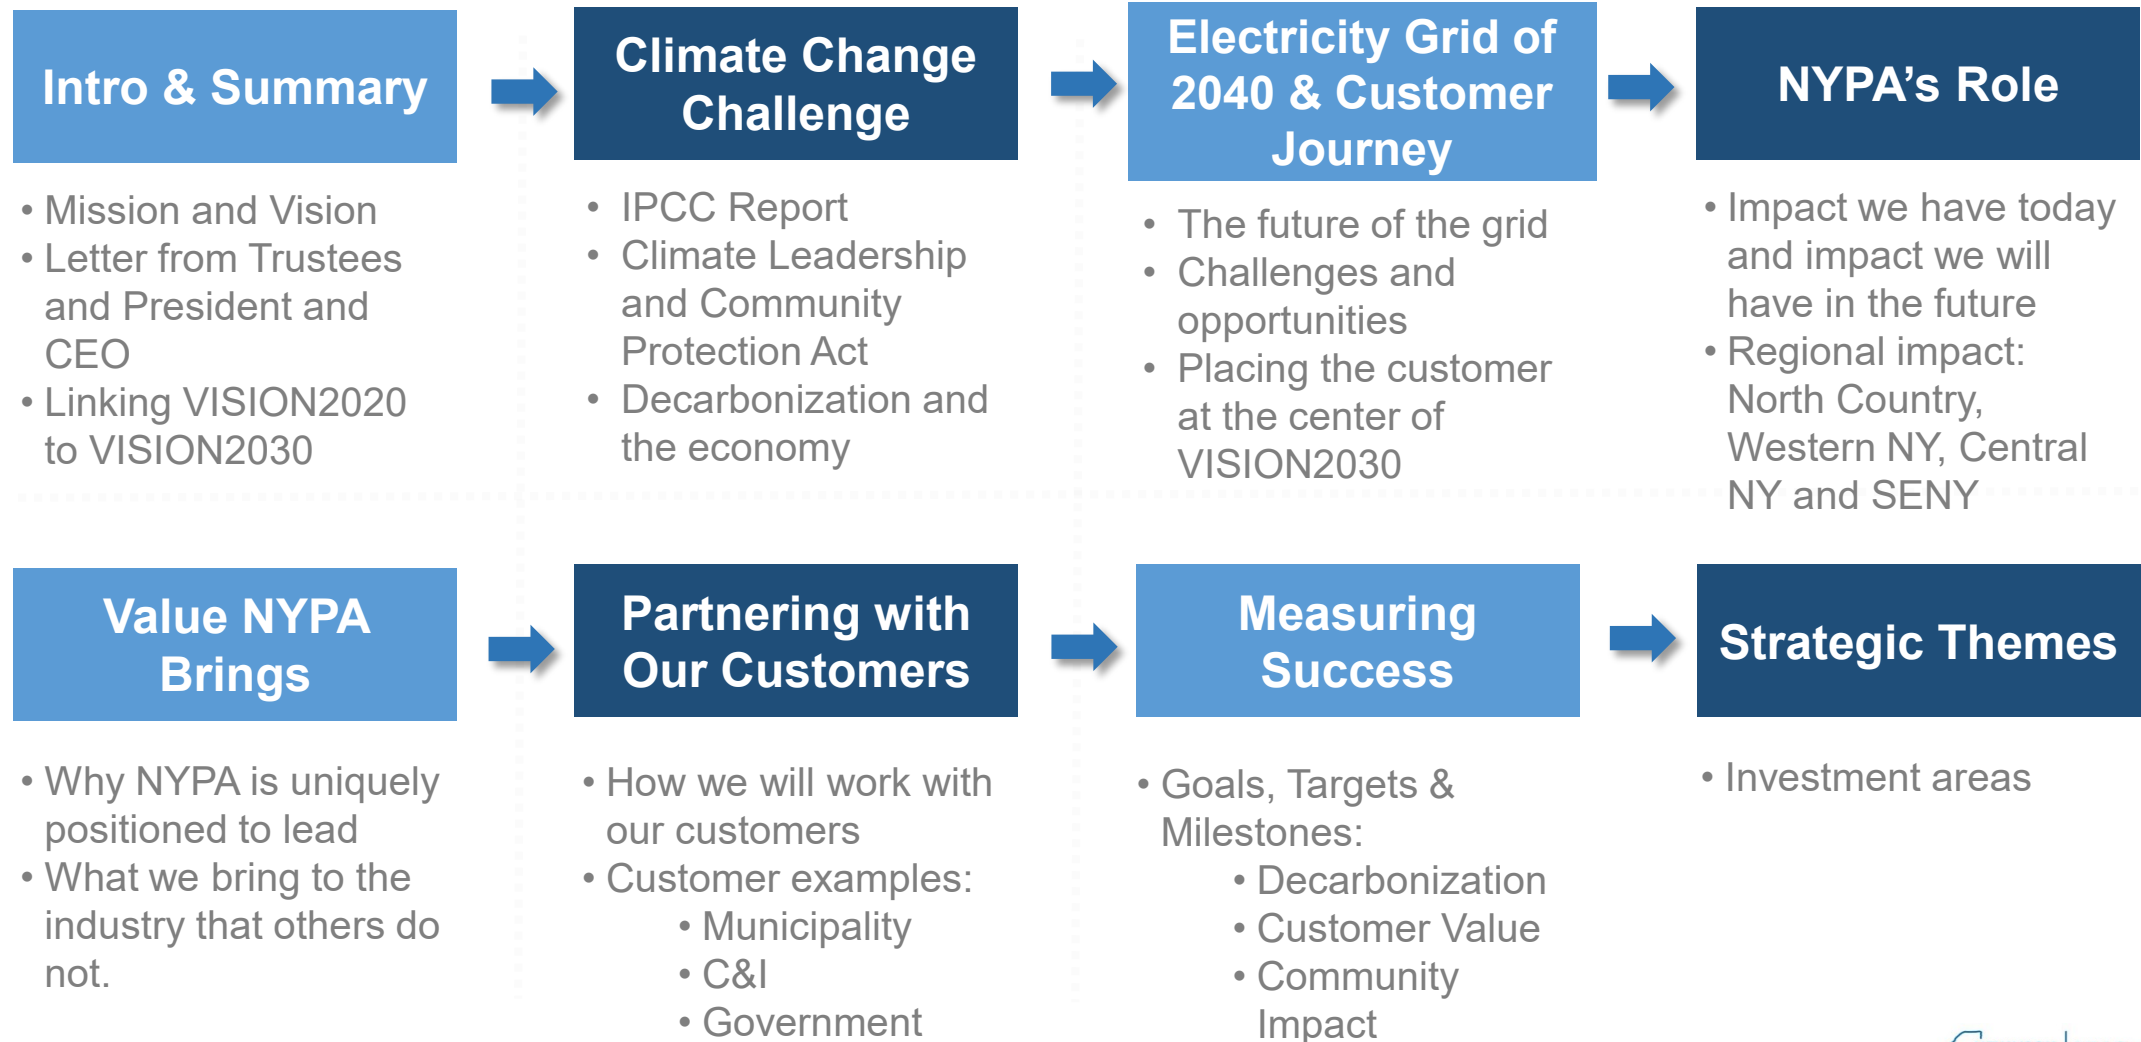 Intro & Summary
• Mission and Vision
• Letter from Trustees
and President and
CEO
• Linking VISION2020
to VISION2030
Climate Change
Challenge
• IPCC Report
• Climate Leadership
and Community
Protection Act
• Decarbonization and
the economy
Electricity Grid of
2040 & Customer
Journey
• The future of the grid
• Challenges and
opportunities
• Placing the customer
at the center of
VISION2030
NYPA's Role
• Impact we have today
and impact we will
have in the future
• Regional impact:
North Country,
Western NY, Central
NY and SENY
Value NYPA
Brings
• Why NYPA is uniquely
positioned to lead
• What we bring to the
industry that others do
not.
Partnering with
Our Customers
• How we will work with
our customers
• Customer examples:
• Municipality
• C&I
• Government
Measuring
Success
• Goals, Targets &
Milestones:
• Decarbonization
• Customer Value
• Community
Impact
Strategic Themes
• Investment areas